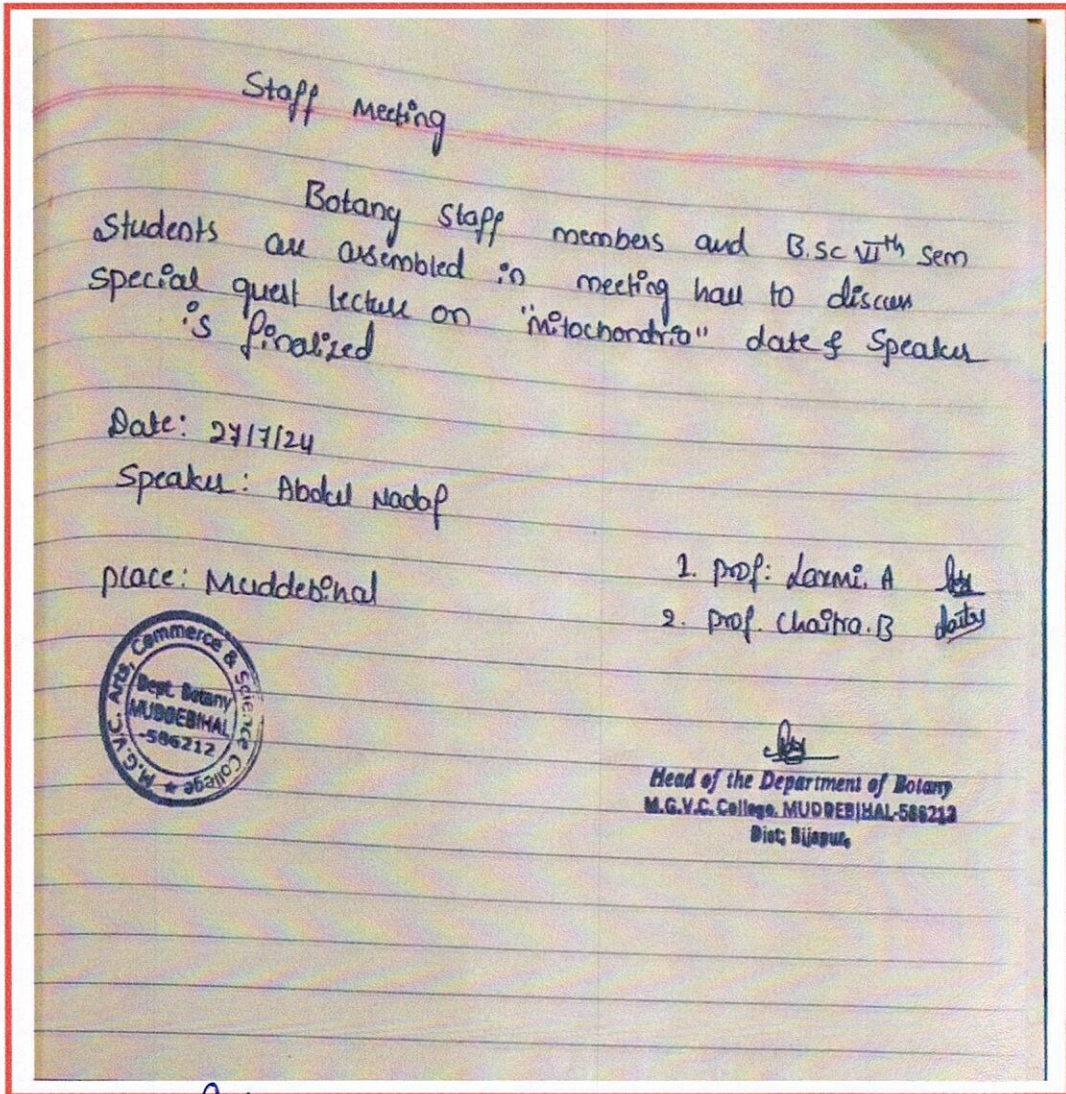 Staff Meeting
Botany staff members and B.sc VIth sem
Students are assembled in meeting hall to discuss
special guest lecture on "Mitochondria" date & Speaker
is finalized
Date: 27/7/24
Speaker: Abdul Nadaf
place: Muddebihal
1. prof: Laxmi. A
2. prof. Chaitra. B
M.G.V.C. Arts, Commerce & Science College
Dept. Botany
MUDDEBIHAL
-586212
Head of the Department of Botany
M.G.V.C. College. MUDDEBIHAL-586212
Dist; Bijapur.